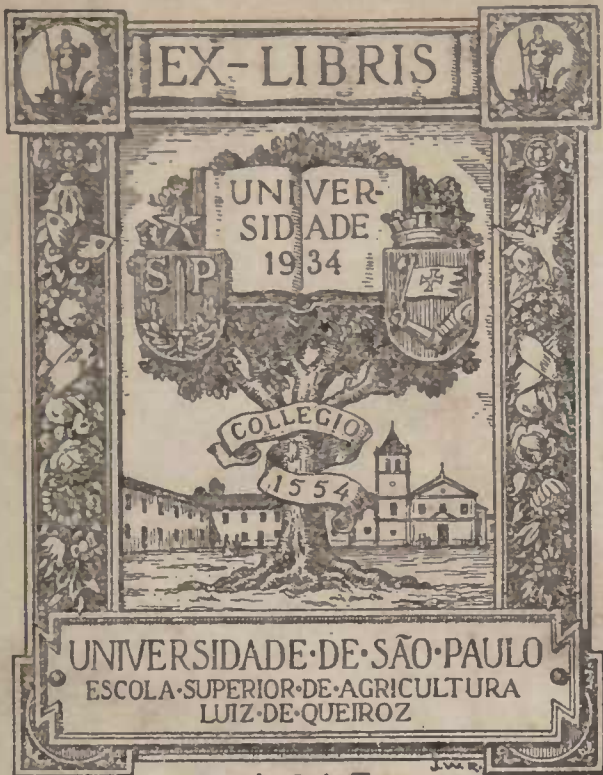 EX-LIBRIS
UNIVER-
SIDADE
1934
S P
COLLEGIO
1554
UNIVERSIDADE·DE·SÃO·PAULO
ESCOLA·SUPERIOR·DE·AGRICULTURA
LUIZ·DE·QUEIROZ
J.W.R.